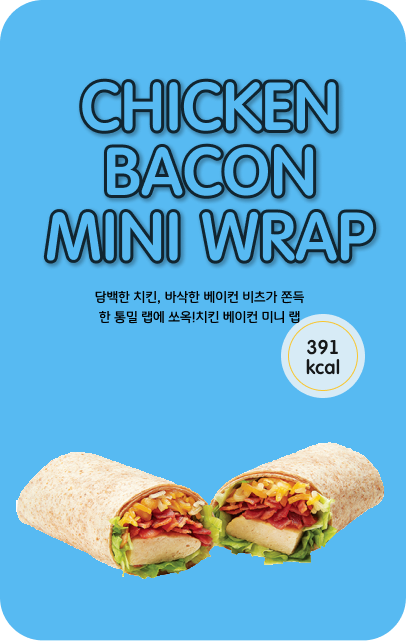 CHICKEN
BACON
MINI WRAP
담백한 치킨, 바삭한 베이컨 비츠가 쫀득
한 통밀 랩에 쏘옥!치킨 베이컨 미니 랩
391
kcal